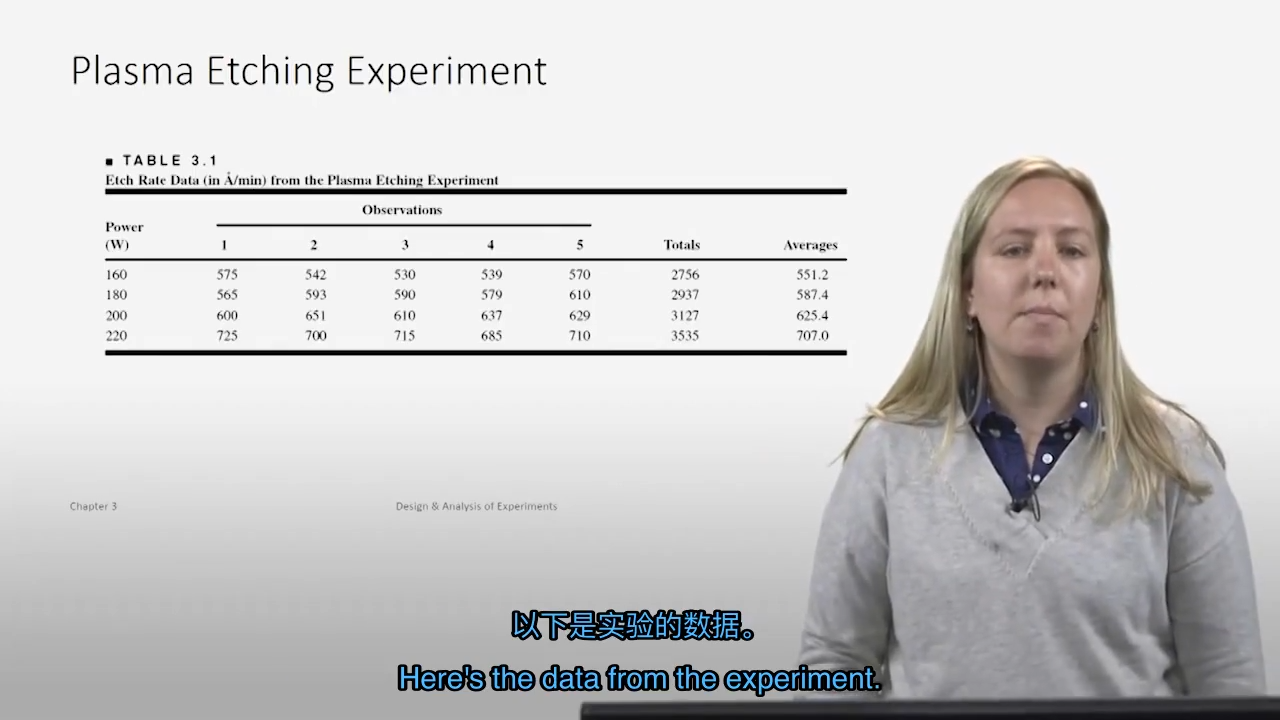 Plasma Etching Experiment
■ TABLE 3.1
Etch Rate Data (in Å/min) from the Plasma Etching Experiment
Observations
Power
(W) 1 2 3 4 5 Totals Averages
160 575 542 530 539 570 2756 551.2
180 565 593 590 579 610 2937 587.4
200 600 651 610 637 629 3127 625.4
220 725 700 715 685 710 3535 707.0
Chapter 3 Design & Analysis of Experiments
以下是实验的数据。
Here's the data from the experiment.